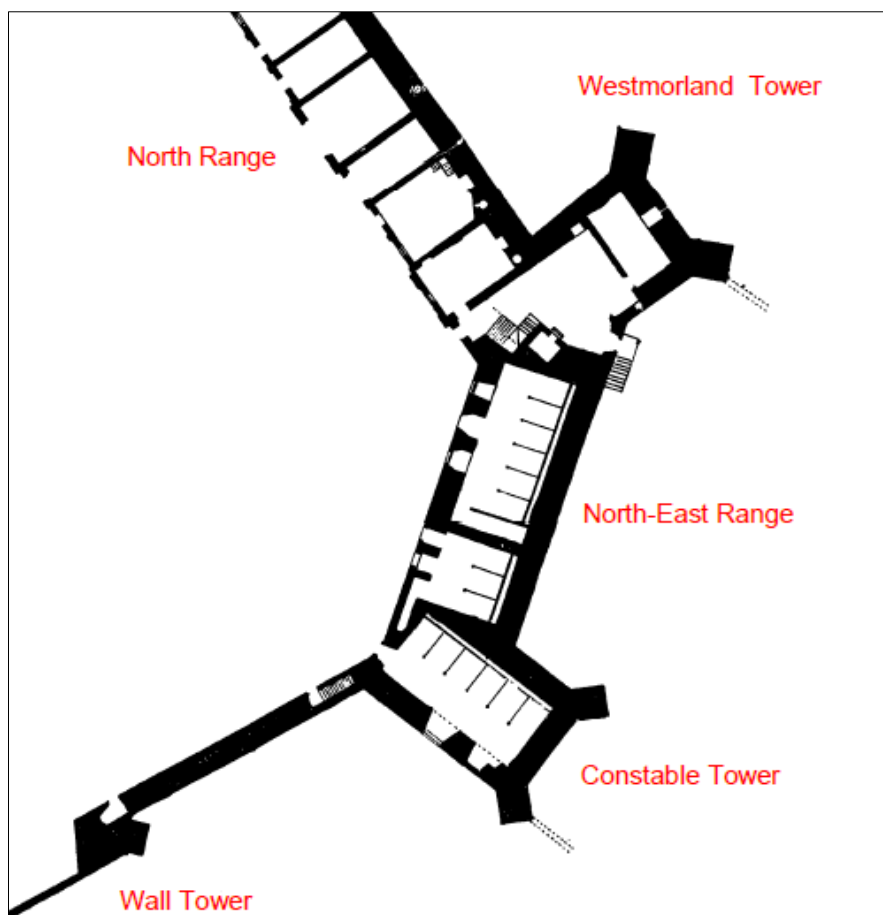 Westmorland Tower
North Range
North-East Range
Constable Tower
Wall Tower